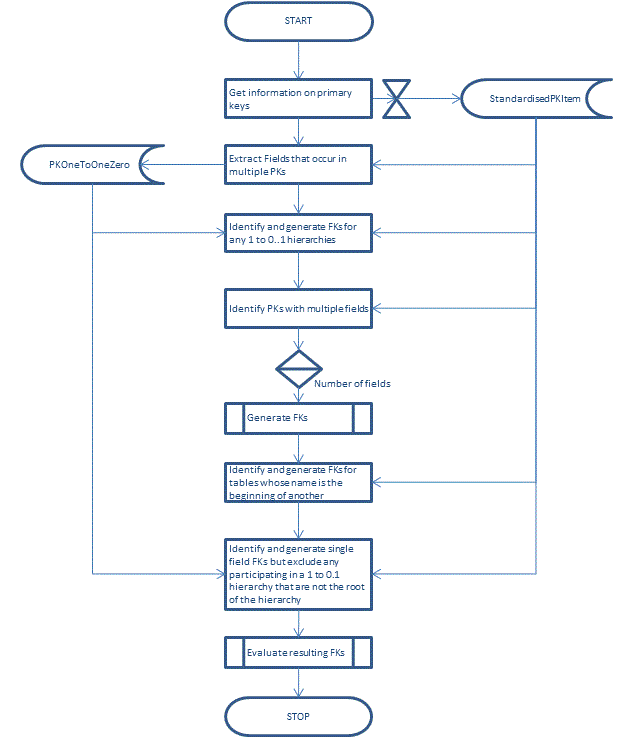 START
Get information on primary
keys
StandardisedPKItem
PKOneToOneZero
Extract Fields that occur in
multiple PKs
Identify and generate FKs for
any 1 to 0..1 hierarchies
Identify PKs with multiple fields
Number of fields
Generate FKs
Identify and generate FKs for
tables whose name is the
beginning of another
Identify and generate single
field FKs but exclude any
participating in a 1 to 0.1
hierarchy that are not the root
of the hierarchy
Evaluate resulting FKs
STOP